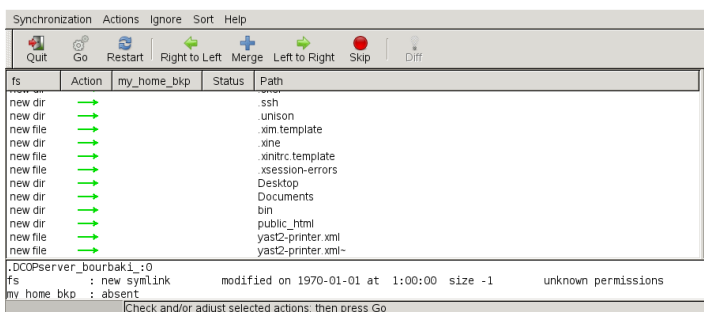 Synchronization Actions Ignore Sort Help
Quit Go Restart Right to Left Merge Left to Right Skip Diff
fs Action my_home_bkp Status Path
new dir .ssh
new dir .unison
new file .xim.template
new dir .xine
new file .xinitrc.template
new file .xsession-errors
new dir Desktop
new dir Documents
new dir bin
new dir public_html
new file yast2-printer.xml
new file yast2-printer.xml~
.DCOPserver_bourbaki_:0
fs : new symlink modified on 1970-01-01 at 1:00:00 size -1 unknown permissions
my_home_bkp : absent
Check and/or adjust selected actions; then press Go